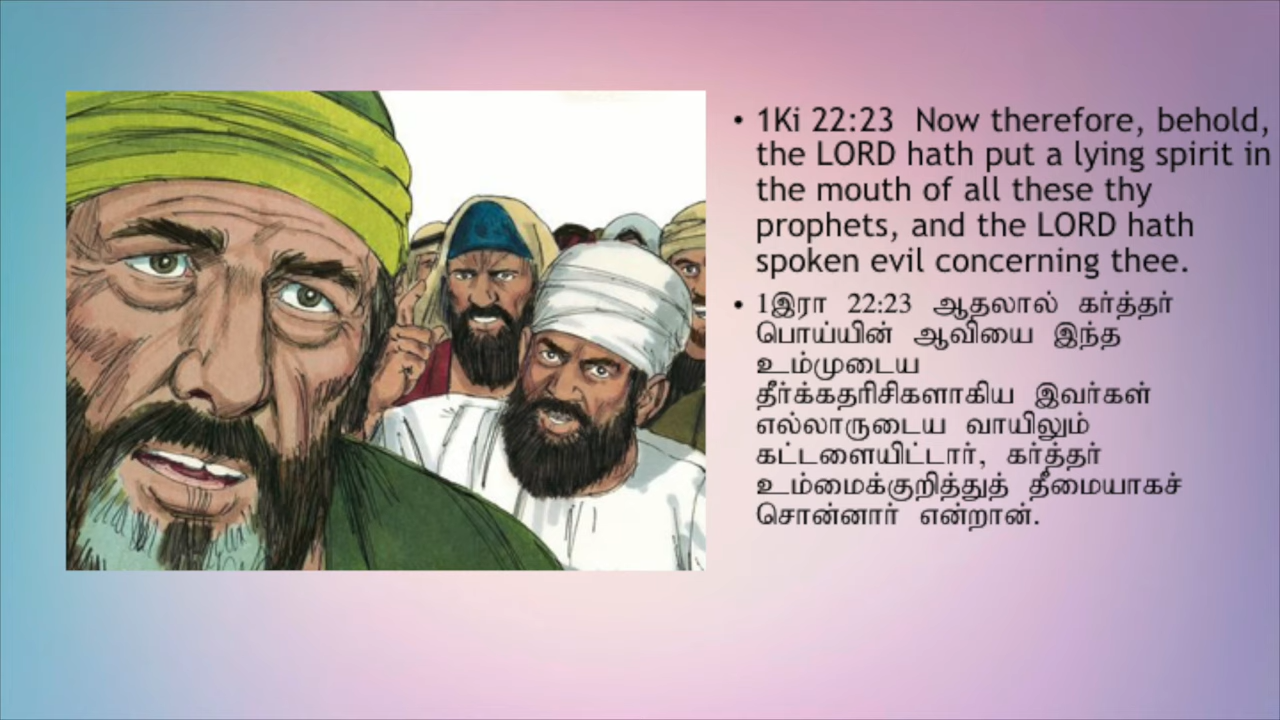 • 1Ki 22:23 Now therefore, behold,
the LORD hath put a lying spirit in
the mouth of all these thy
prophets, and the LORD hath
spoken evil concerning thee.
• 1இரா 22:23 ஆதலால் கர்த்தர்
பொய்யின் ஆவியை இந்த
உம்முடைய
தீர்க்கதரிசிகளாகிய இவர்கள்
எல்லாருடைய வாயிலும்
கட்டளையிட்டார், கர்த்தர்
உம்மைக்குறித்துத் தீமையாகச்
சொன்னார் என்றான்.